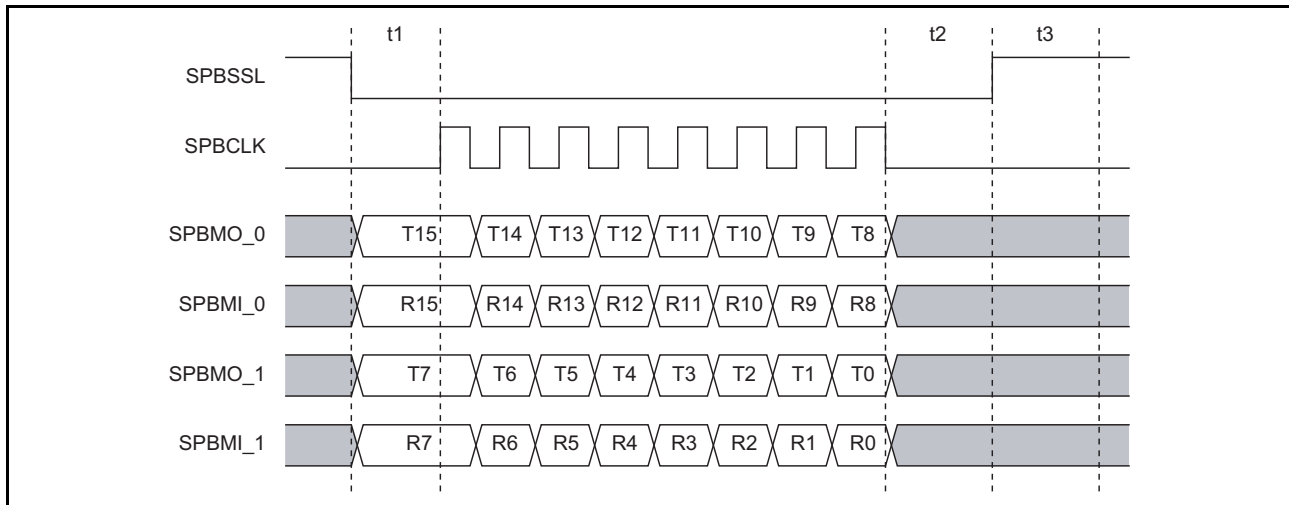 t1 t2 t3
SPBSSL
SPBCLK
SPBMO_0 T15 T14 T13 T12 T11 T10 T9 T8
SPBMI_0 R15 R14 R13 R12 R11 R10 R9 R8
SPBMO_1 T7 T6 T5 T4 T3 T2 T1 T0
SPBMI_1 R7 R6 R5 R4 R3 R2 R1 R0